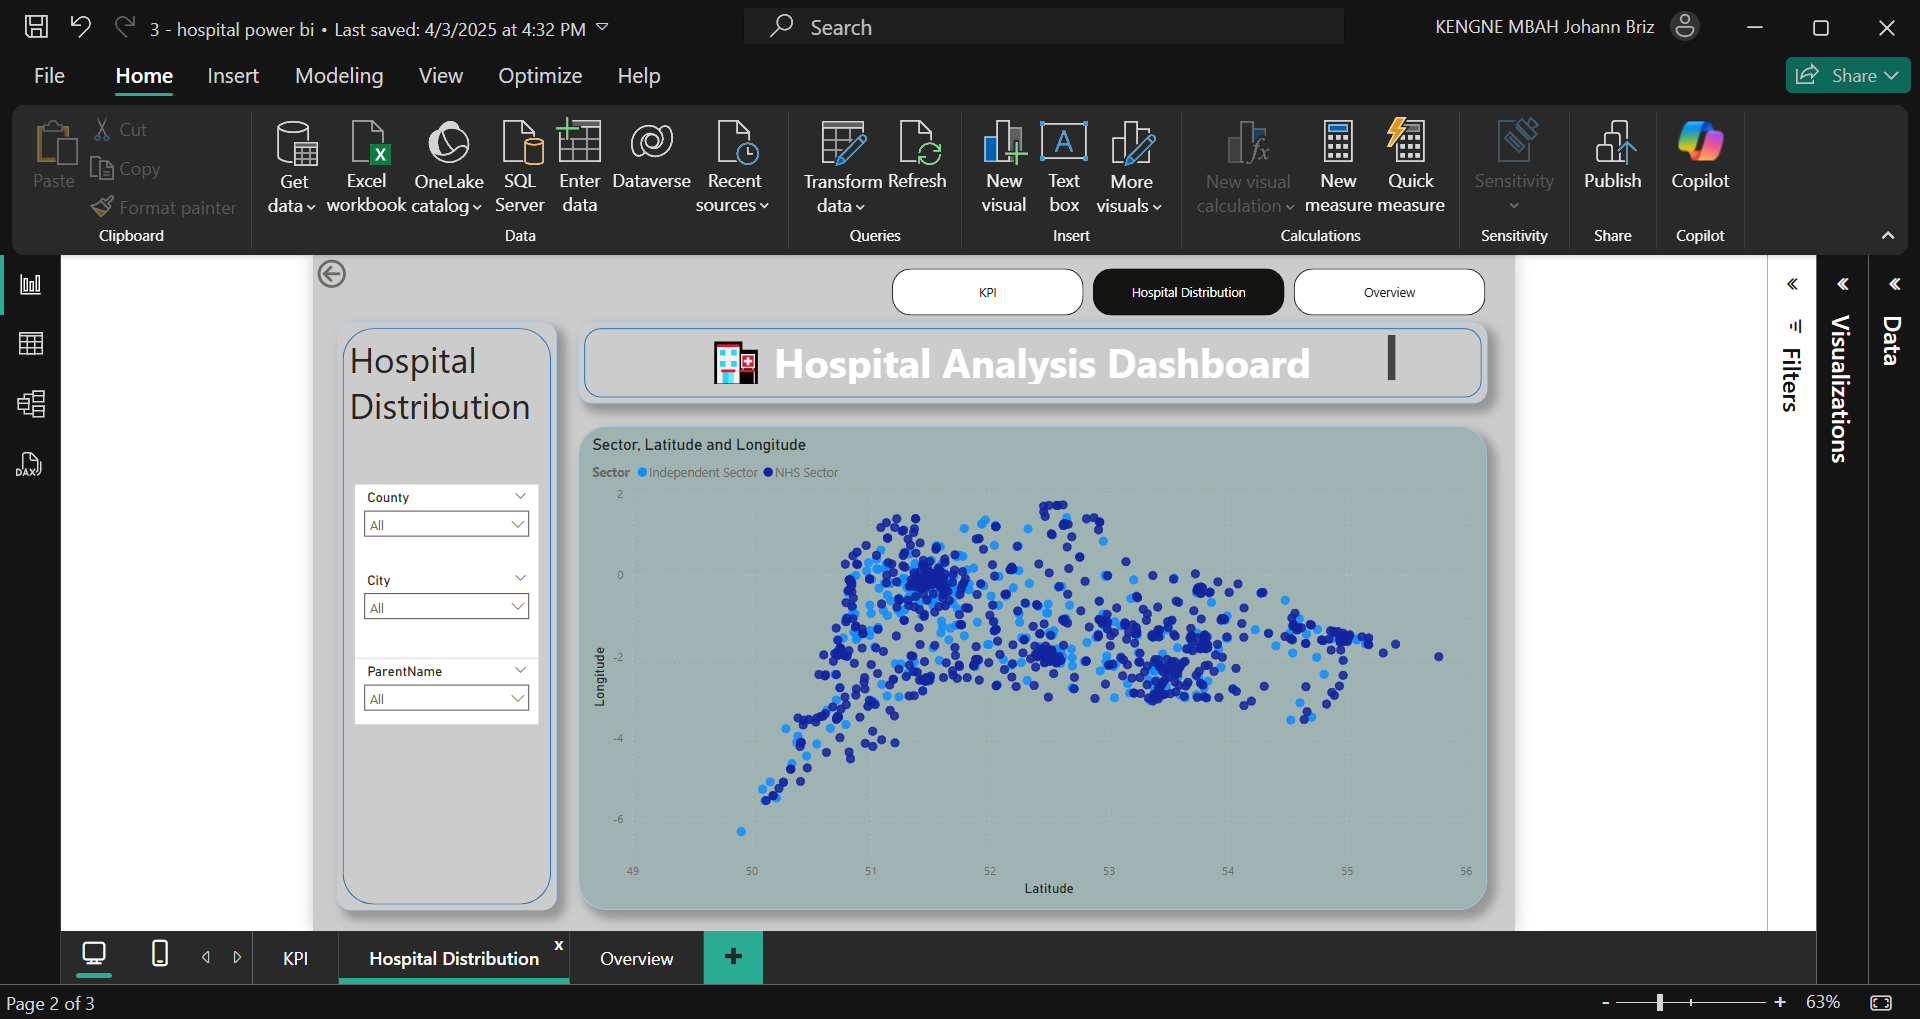 3 - hospital power bi • Last saved: 4/3/2025 at 4:32 PM
Search
KENGNE MBAH Johann Briz
File Home Insert Modeling View Optimize Help
Share
Paste
Cut
Copy
Format painter
Clipboard
Get data
Excel workbook
OneLake catalog
SQL Server
Enter data
Dataverse
Recent sources
Data
Transform data
Refresh
Queries
New visual
Text box
More visuals
Insert
New visual calculation
New measure
Quick measure
Calculations
Sensitivity
Sensitivity
Publish
Share
Copilot
Copilot
DAX
KPI
Hospital Distribution
Overview
Hospital
Distribution
County
All
City
All
ParentName
All
Hospital Analysis Dashboard
Sector, Latitude and Longitude
Sector Independent Sector NHS Sector
2
0
-2
-4
-6
Longitude
49 50 51 52 53 54 55 56
Latitude
Filters
Visualizations
Data
KPI
Hospital Distribution x
Overview
+
Page 2 of 3
- + 63%